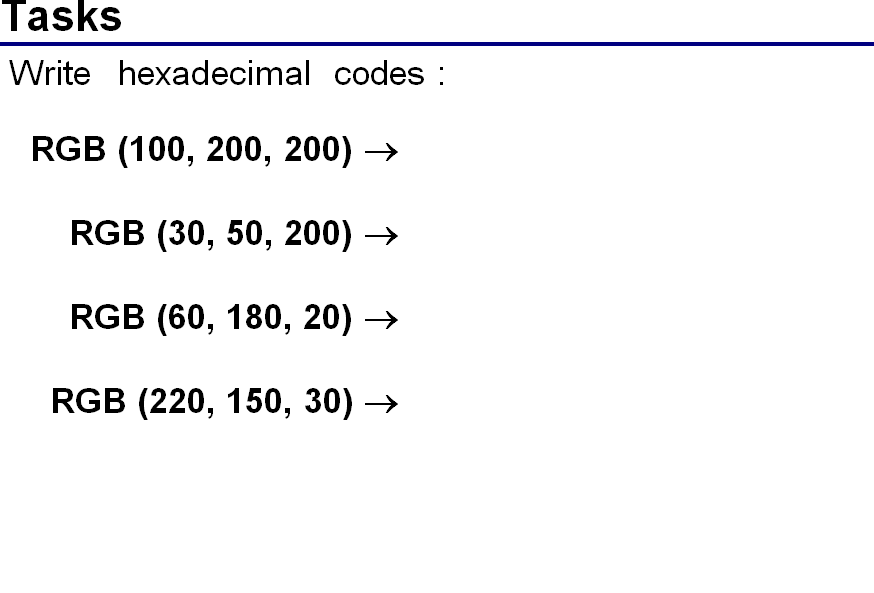 Tasks
Write hexadecimal codes :
RGB (100, 200, 200) →
RGB (30, 50, 200) →
RGB (60, 180, 20) →
RGB (220, 150, 30) →